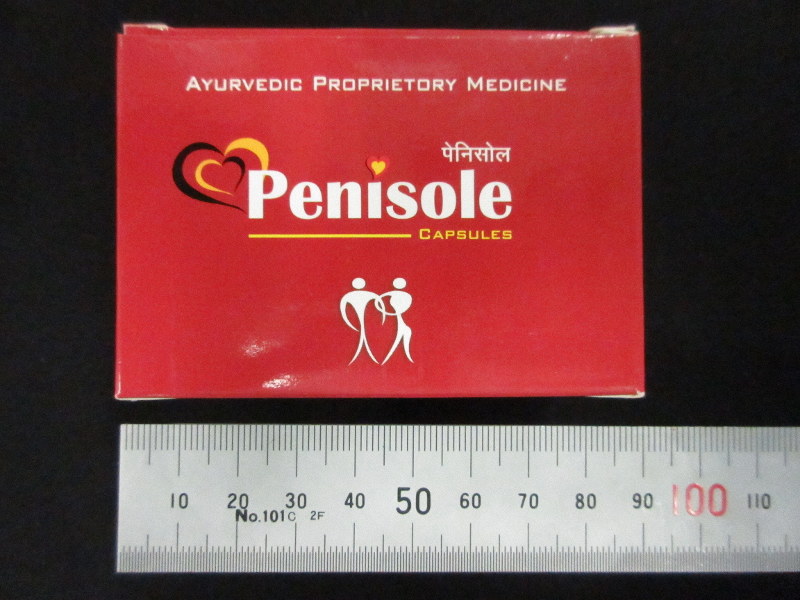 AYURVEDIC PROPRIETORY MEDICINE
पेनिसोल
Penisole
CAPSULES
10 20 30 40 50 60 70 80 90 100 110
No.101C 2F